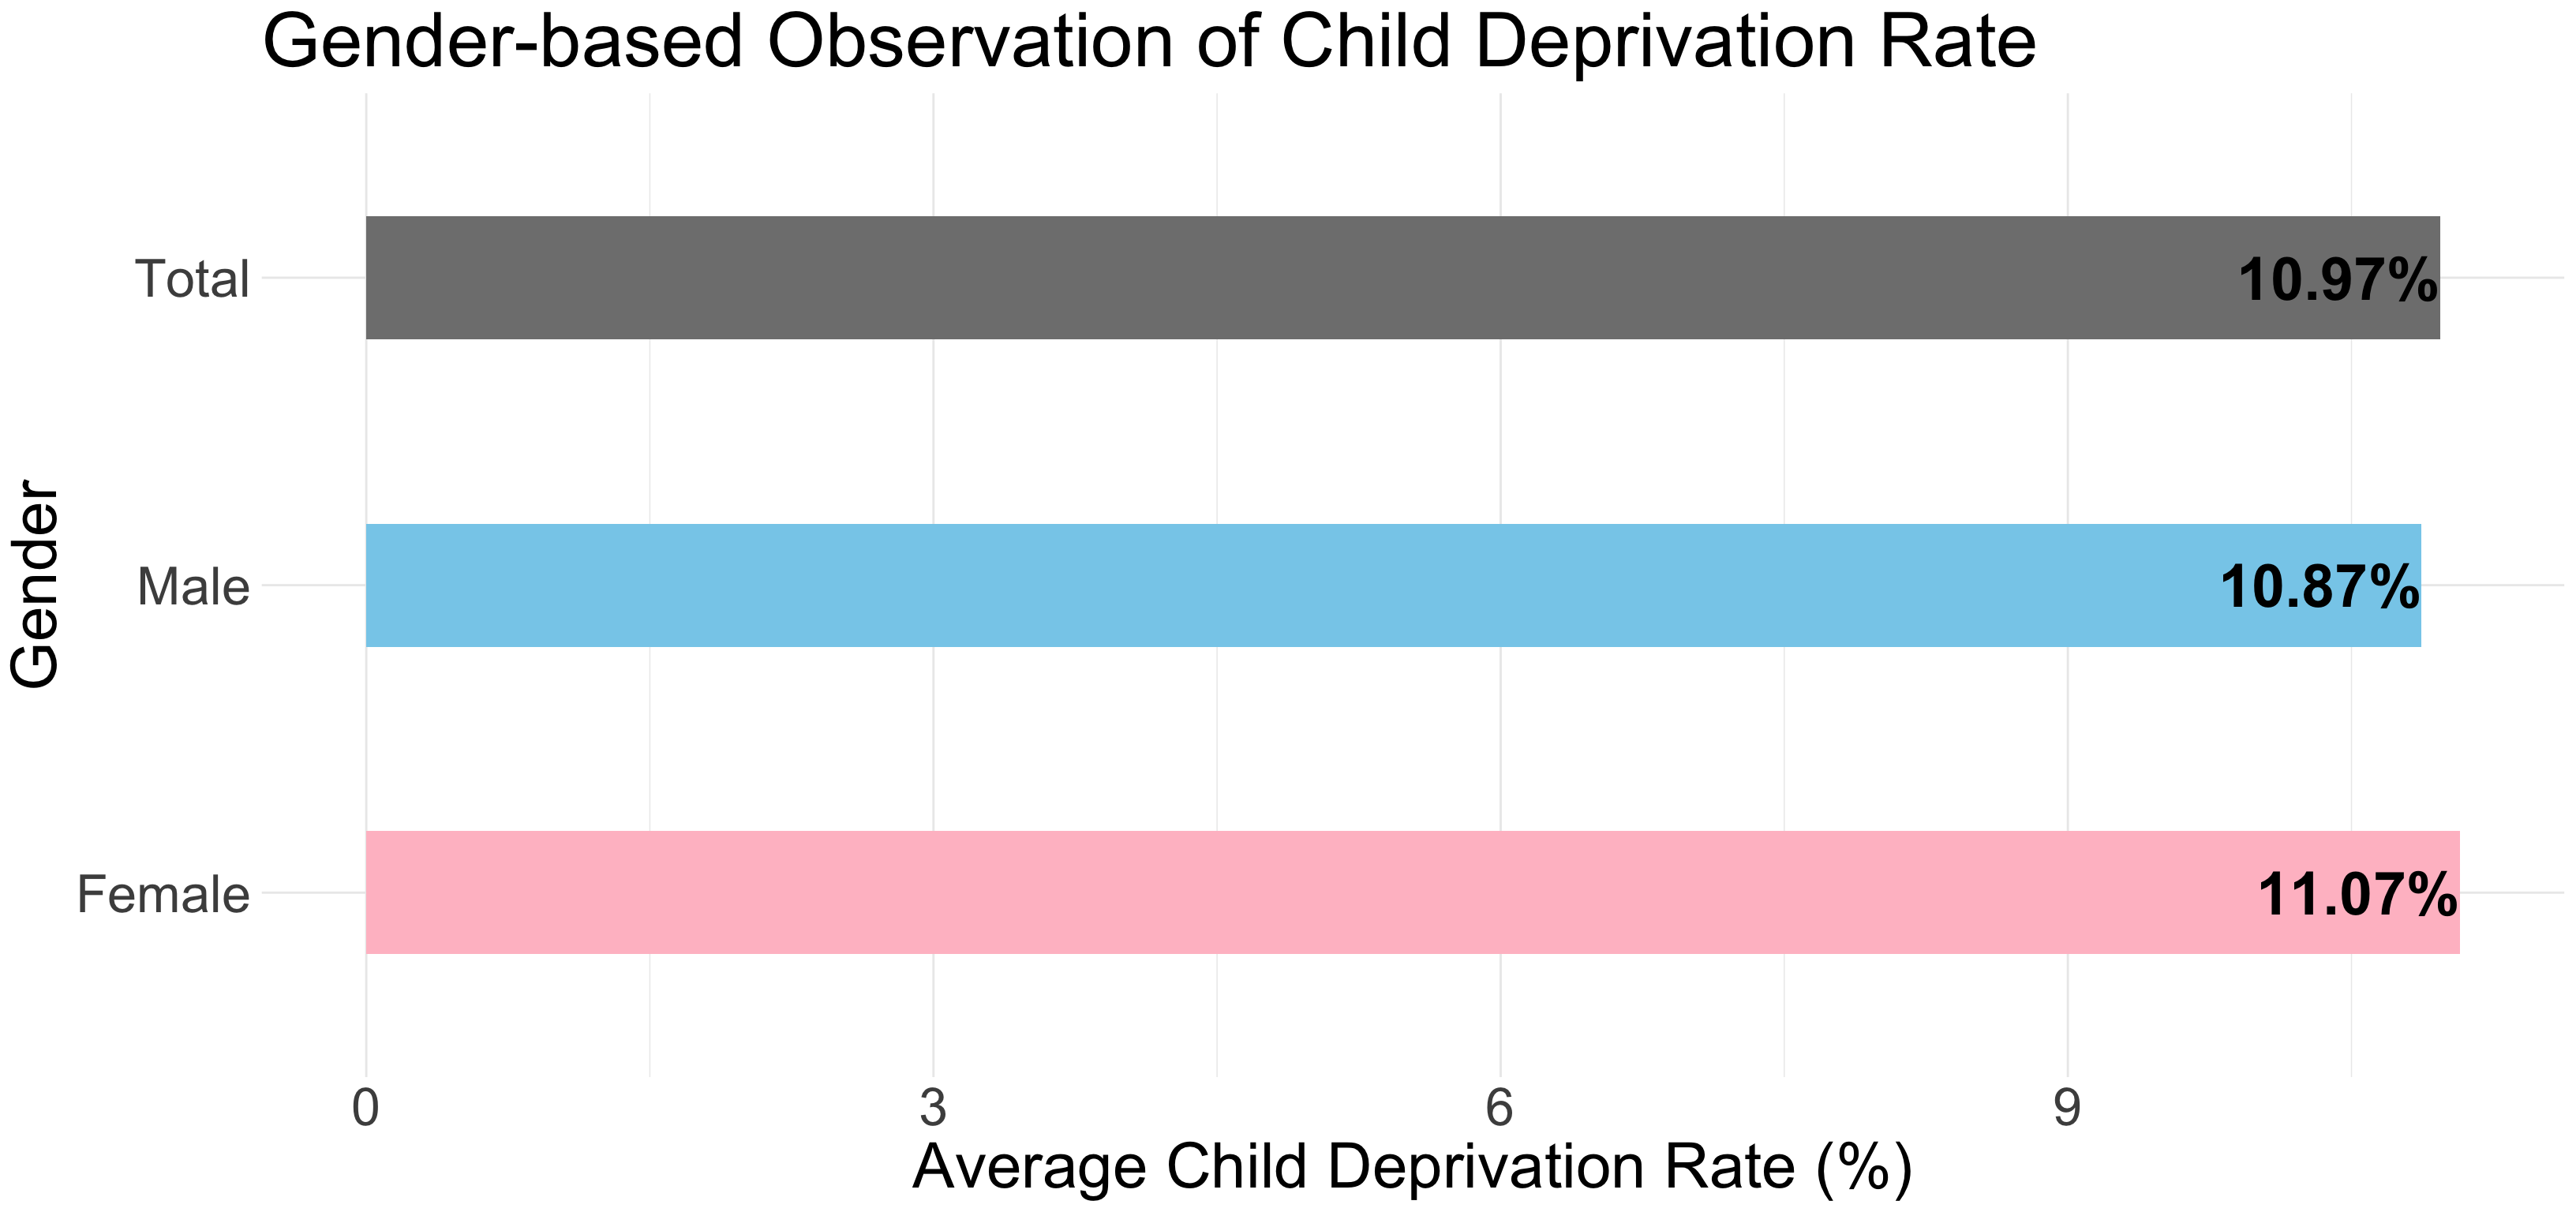 Gender-based Observation of Child Deprivation Rate
Total
10.97%
Male
10.87%
Female
11.07%
Gender
0 3 6 9
Average Child Deprivation Rate (%)